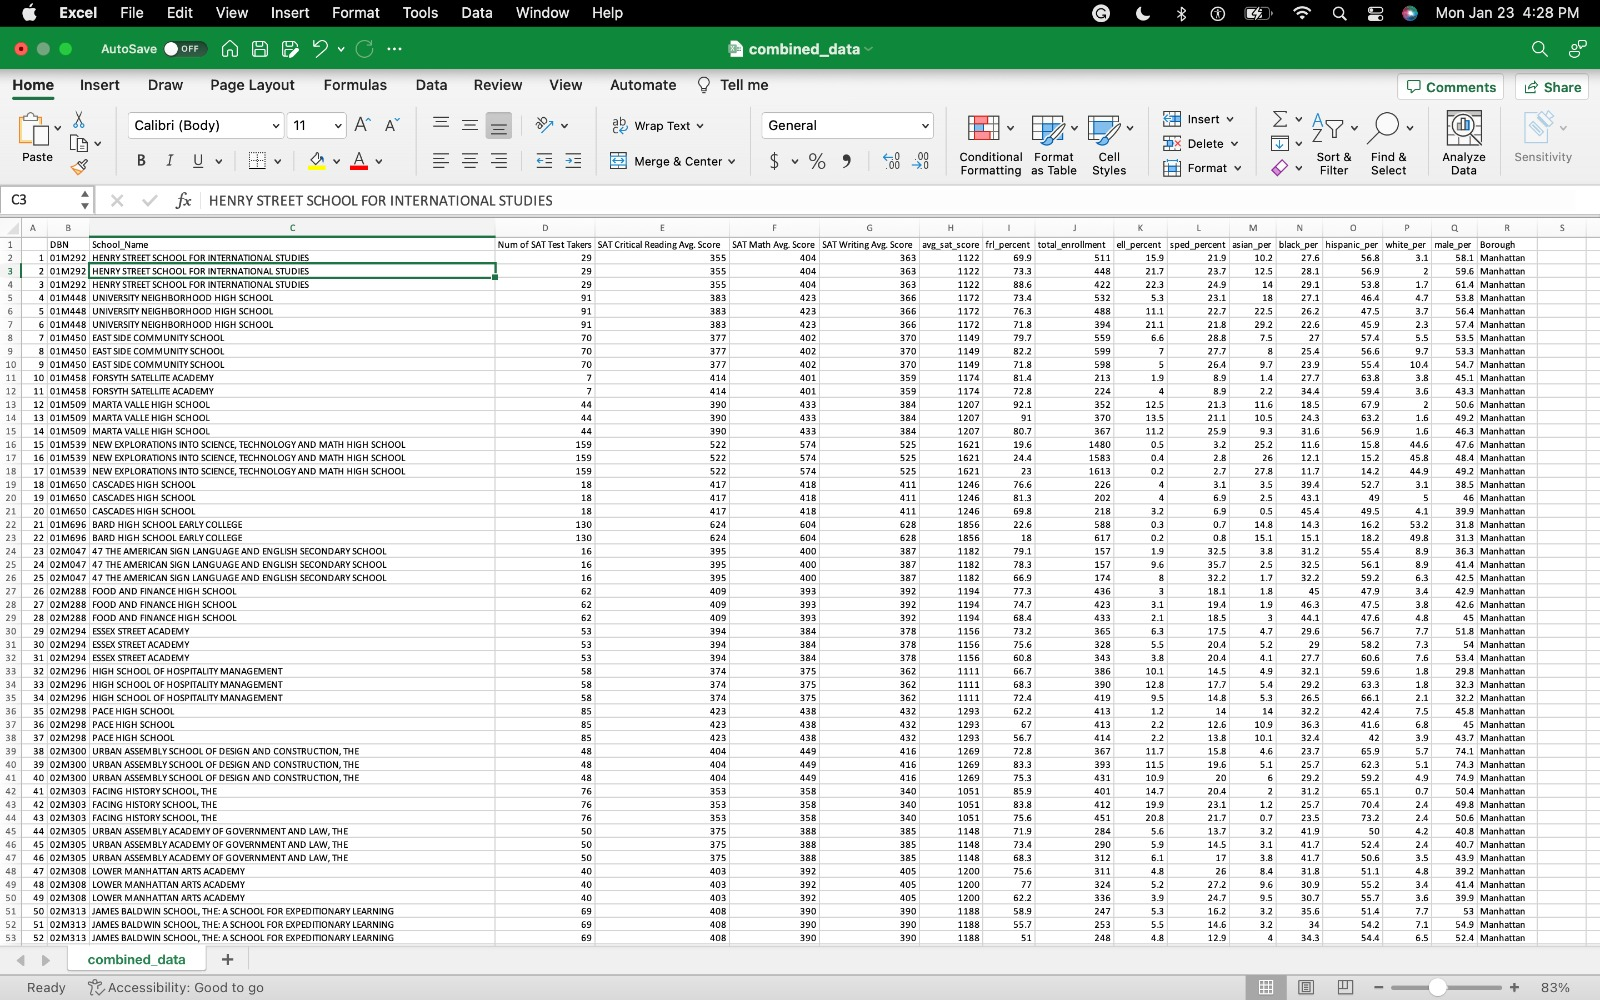 Excel File Edit View Insert Format Tools Data Window Help Mon Jan 23 4:28 PM
AutoSave OFF combined_data
Home Insert Draw Page Layout Formulas Data Review View Automate Tell me Comments Share
Paste Calibri (Body) 11 Wrap Text Merge & Center General Conditional Formatting Format as Table Cell Styles Insert Delete Format Sort & Filter Find & Select Analyze Data Sensitivity
C3 fx HENRY STREET SCHOOL FOR INTERNATIONAL STUDIES
A B C D E F G H I J K L M N O P Q R S
1 DBN School_Name Num of SAT Test Takers SAT Critical Reading Avg. Score SAT Math Avg. Score SAT Writing Avg. Score avg_sat_score frl_percent total_enrollment ell_percent sped_percent asian_per black_per hispanic_per white_per male_per Borough
2 1 01M292 HENRY STREET SCHOOL FOR INTERNATIONAL STUDIES 29 355 404 363 1122 69.9 511 15.9 21.9 10.2 27.6 56.8 3.1 58.1 Manhattan
3 2 01M292 HENRY STREET SCHOOL FOR INTERNATIONAL STUDIES 29 355 404 363 1122 73.3 448 21.7 23.7 12.5 28.1 56.9 2 59.6 Manhattan
4 3 01M292 HENRY STREET SCHOOL FOR INTERNATIONAL STUDIES 29 355 404 363 1122 88.6 422 22.3 24.9 14 29.1 53.8 1.7 61.4 Manhattan
5 4 01M448 UNIVERSITY NEIGHBORHOOD HIGH SCHOOL 91 383 423 366 1172 73.4 532 5.3 23.1 18 27.1 46.4 4.7 53.8 Manhattan
6 5 01M448 UNIVERSITY NEIGHBORHOOD HIGH SCHOOL 91 383 423 366 1172 76.3 488 11.1 22.7 22.5 26.2 47.5 3.7 56.4 Manhattan
7 6 01M448 UNIVERSITY NEIGHBORHOOD HIGH SCHOOL 91 383 423 366 1172 71.8 394 21.1 21.8 29.2 22.6 45.9 2.3 57.4 Manhattan
8 7 01M450 EAST SIDE COMMUNITY SCHOOL 70 377 402 370 1149 79.7 559 6.6 28.8 7.5 27 57.4 5.5 53.5 Manhattan
9 8 01M450 EAST SIDE COMMUNITY SCHOOL 70 377 402 370 1149 82.2 599 7 27.7 8 25.4 56.6 9.7 53.3 Manhattan
10 9 01M450 EAST SIDE COMMUNITY SCHOOL 70 377 402 370 1149 71.8 598 5 26.4 9.7 23.9 55.4 10.4 54.7 Manhattan
11 10 01M458 FORSYTH SATELLITE ACADEMY 7 414 401 359 1174 81.4 213 1.9 8.9 1.4 27.7 63.8 3.8 45.1 Manhattan
12 11 01M458 FORSYTH SATELLITE ACADEMY 7 414 401 359 1174 72.8 224 4 8.9 2.2 34.4 59.4 3.6 43.3 Manhattan
13 12 01M509 MARTA VALLE HIGH SCHOOL 44 390 433 384 1207 92.1 352 12.5 21.3 11.6 18.5 67.9 2 50.6 Manhattan
14 13 01M509 MARTA VALLE HIGH SCHOOL 44 390 433 384 1207 91 370 13.5 21.1 10.5 24.3 63.2 1.6 49.2 Manhattan
15 14 01M509 MARTA VALLE HIGH SCHOOL 44 390 433 384 1207 80.7 367 11.2 25.9 9.3 31.6 56.9 1.6 46.3 Manhattan
16 15 01M539 NEW EXPLORATIONS INTO SCIENCE, TECHNOLOGY AND MATH HIGH SCHOOL 159 522 574 525 1621 19.6 1480 0.5 3.2 25.2 11.6 15.8 44.6 47.6 Manhattan
17 16 01M539 NEW EXPLORATIONS INTO SCIENCE, TECHNOLOGY AND MATH HIGH SCHOOL 159 522 574 525 1621 24.4 1583 0.4 2.8 26 12.1 15.2 45.8 48.4 Manhattan
18 17 01M539 NEW EXPLORATIONS INTO SCIENCE, TECHNOLOGY AND MATH HIGH SCHOOL 159 522 574 525 1621 23 1613 0.2 2.7 27.8 11.7 14.2 44.9 49.2 Manhattan
19 18 01M650 CASCADES HIGH SCHOOL 18 417 418 411 1246 76.6 226 4 3.1 3.5 39.4 52.7 3.1 38.5 Manhattan
20 19 01M650 CASCADES HIGH SCHOOL 18 417 418 411 1246 81.3 202 4 6.9 2.5 43.1 49 5 46 Manhattan
21 20 01M650 CASCADES HIGH SCHOOL 18 417 418 411 1246 69.8 218 3.2 6.9 0.5 45.4 49.5 4.1 39.9 Manhattan
22 21 01M696 BARD HIGH SCHOOL EARLY COLLEGE 130 624 604 628 1856 22.6 588 0.3 0.7 14.8 14.3 16.2 53.2 31.8 Manhattan
23 22 01M696 BARD HIGH SCHOOL EARLY COLLEGE 130 624 604 628 1856 18 617 0.2 0.8 15.1 15.1 18.2 49.8 31.3 Manhattan
24 23 02M047 47 THE AMERICAN SIGN LANGUAGE AND ENGLISH SECONDARY SCHOOL 16 395 400 387 1182 79.1 157 1.9 32.5 3.8 31.2 55.4 8.9 36.3 Manhattan
25 24 02M047 47 THE AMERICAN SIGN LANGUAGE AND ENGLISH SECONDARY SCHOOL 16 395 400 387 1182 78.3 157 9.6 35.7 2.5 32.5 56.1 8.9 41.4 Manhattan
26 25 02M047 47 THE AMERICAN SIGN LANGUAGE AND ENGLISH SECONDARY SCHOOL 16 395 400 387 1182 66.9 174 8 32.2 1.7 32.2 59.2 6.3 42.5 Manhattan
27 26 02M288 FOOD AND FINANCE HIGH SCHOOL 62 409 393 392 1194 77.3 436 3 18.1 1.8 45 47.9 3.4 42.9 Manhattan
28 27 02M288 FOOD AND FINANCE HIGH SCHOOL 62 409 393 392 1194 74.7 423 3.1 19.4 1.9 46.3 47.5 3.8 42.6 Manhattan
29 28 02M288 FOOD AND FINANCE HIGH SCHOOL 62 409 393 392 1194 68.4 433 2.1 18.5 3 44.1 47.6 4.8 45 Manhattan
30 29 02M294 ESSEX STREET ACADEMY 53 394 384 378 1156 73.2 365 6.3 17.5 4.7 29.6 56.7 7.7 51.8 Manhattan
31 30 02M294 ESSEX STREET ACADEMY 53 394 384 378 1156 75.6 328 5.5 20.4 5.2 29 58.2 7.3 54 Manhattan
32 31 02M294 ESSEX STREET ACADEMY 53 394 384 378 1156 60.8 343 3.8 20.4 4.1 27.7 60.6 7.6 53.4 Manhattan
33 32 02M296 HIGH SCHOOL OF HOSPITALITY MANAGEMENT 58 374 375 362 1111 66.7 386 10.1 14.5 4.9 32.1 59.6 1.8 29.8 Manhattan
34 33 02M296 HIGH SCHOOL OF HOSPITALITY MANAGEMENT 58 374 375 362 1111 68.3 390 12.8 17.7 5.4 29.2 63.3 1.8 32.3 Manhattan
35 34 02M296 HIGH SCHOOL OF HOSPITALITY MANAGEMENT 58 374 375 362 1111 72.4 419 9.5 14.8 5.3 26.5 66.1 2.1 32.2 Manhattan
36 35 02M298 PACE HIGH SCHOOL 85 423 438 432 1293 62.2 413 1.2 14 14 32.2 42.4 7.5 45.8 Manhattan
37 36 02M298 PACE HIGH SCHOOL 85 423 438 432 1293 67 413 2.2 12.6 10.9 36.3 41.6 6.8 45 Manhattan
38 37 02M298 PACE HIGH SCHOOL 85 423 438 432 1293 56.7 414 2.2 13.8 10.1 32.4 42 3.9 43.7 Manhattan
39 38 02M300 URBAN ASSEMBLY SCHOOL OF DESIGN AND CONSTRUCTION, THE 48 404 449 416 1269 72.8 367 11.7 15.8 4.6 23.7 65.9 5.7 74.1 Manhattan
40 39 02M300 URBAN ASSEMBLY SCHOOL OF DESIGN AND CONSTRUCTION, THE 48 404 449 416 1269 83.3 393 11.5 19.6 5.1 25.7 62.3 5.1 74.3 Manhattan
41 40 02M300 URBAN ASSEMBLY SCHOOL OF DESIGN AND CONSTRUCTION, THE 48 404 449 416 1269 75.3 431 10.9 20 6 29.2 59.2 4.9 74.9 Manhattan
42 41 02M303 FACING HISTORY SCHOOL, THE 76 353 358 340 1051 85.9 401 14.7 20.4 2 31.2 65.1 0.7 50.4 Manhattan
43 42 02M303 FACING HISTORY SCHOOL, THE 76 353 358 340 1051 83.8 412 19.9 23.1 1.2 25.7 70.4 2.4 49.8 Manhattan
44 43 02M303 FACING HISTORY SCHOOL, THE 76 353 358 340 1051 75.6 451 20.8 21.7 0.7 23.5 73.2 2.4 50.6 Manhattan
45 44 02M305 URBAN ASSEMBLY ACADEMY OF GOVERNMENT AND LAW, THE 50 375 388 385 1148 71.9 284 5.6 13.7 3.2 41.9 50 4.2 40.8 Manhattan
46 45 02M305 URBAN ASSEMBLY ACADEMY OF GOVERNMENT AND LAW, THE 50 375 388 385 1148 73.4 290 5.9 14.5 3.1 41.7 52.4 2.4 40.7 Manhattan
47 46 02M305 URBAN ASSEMBLY ACADEMY OF GOVERNMENT AND LAW, THE 50 375 388 385 1148 68.3 312 6.1 17 3.8 41.7 50.6 3.5 43.9 Manhattan
48 47 02M308 LOWER MANHATTAN ARTS ACADEMY 40 403 392 405 1200 75.6 311 4.8 26 8.4 31.8 51.1 4.8 39.2 Manhattan
49 48 02M308 LOWER MANHATTAN ARTS ACADEMY 40 403 392 405 1200 77 324 5.2 27.2 9.6 30.9 55.2 3.4 41.4 Manhattan
50 49 02M308 LOWER MANHATTAN ARTS ACADEMY 40 403 392 405 1200 62.2 336 3.9 24.7 9.5 30.7 55.7 3.6 39.9 Manhattan
51 50 02M313 JAMES BALDWIN SCHOOL, THE: A SCHOOL FOR EXPEDITIONARY LEARNING 69 408 390 390 1188 58.9 247 5.3 16.2 3.2 35.6 51.4 7.7 53 Manhattan
52 51 02M313 JAMES BALDWIN SCHOOL, THE: A SCHOOL FOR EXPEDITIONARY LEARNING 69 408 390 390 1188 55.7 253 5.5 14.6 3.2 34 54.2 7.1 54.9 Manhattan
53 52 02M313 JAMES BALDWIN SCHOOL, THE: A SCHOOL FOR EXPEDITIONARY LEARNING 69 408 390 390 1188 51 248 4.8 12.9 4 34.3 54.4 6.5 52.4 Manhattan
combined_data
Ready Accessibility: Good to go 83%